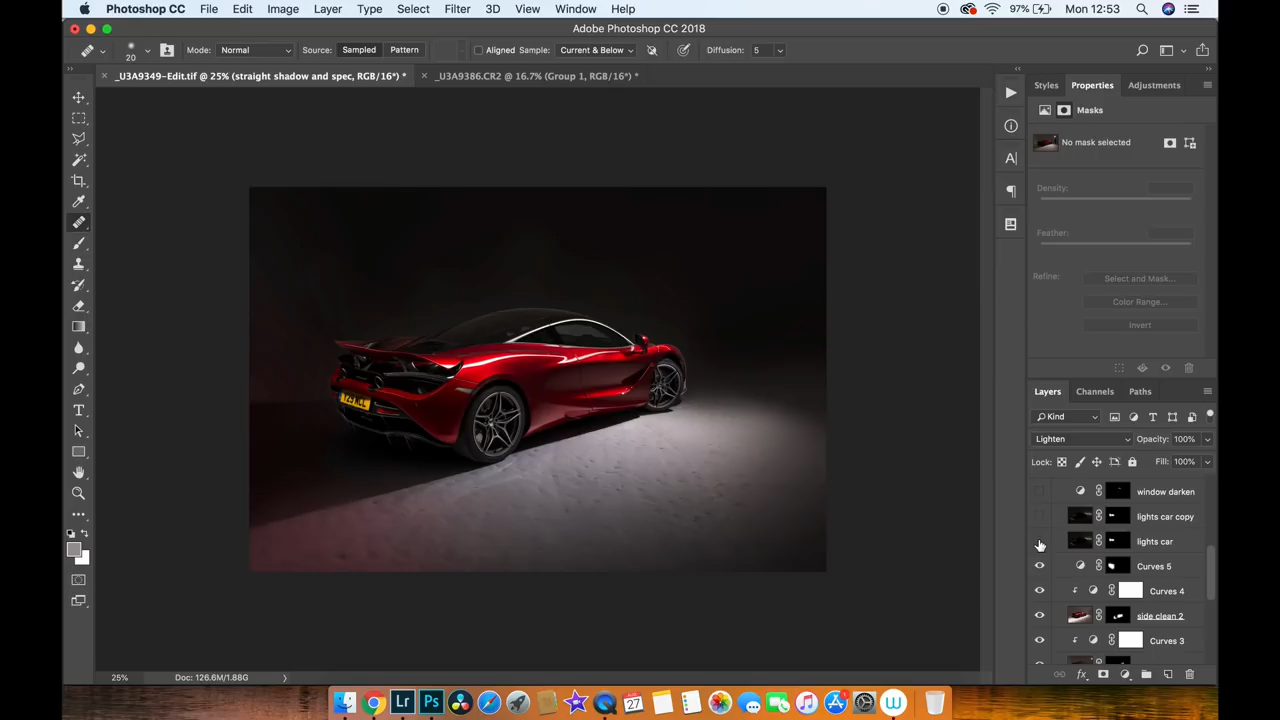 Photoshop CC File Edit Image Layer Type Select Filter 3D View Window Help 97% Mon 12:53
Adobe Photoshop CC 2018
20 Mode: Normal Source: Sampled Pattern Aligned Sample: Current & Below Diffusion: 5
_U3A9349-Edit.tif @ 25% (straight shadow and spec, RGB/16*) * _U3A9386.CR2 @ 16.7% (Group 1, RGB/16*) *
Styles Properties Adjustments
Masks
No mask selected
Density:
Feather:
Refine: Select and Mask...
Color Range...
Invert
Layers Channels Paths
Kind
Lighten Opacity: 100%
Lock: Fill: 100%
window darken
lights car copy
lights car
Curves 5
Curves 4
side clean 2
Curves 3
25% Doc: 126.6M/1.88G
Lr Ps 27 W